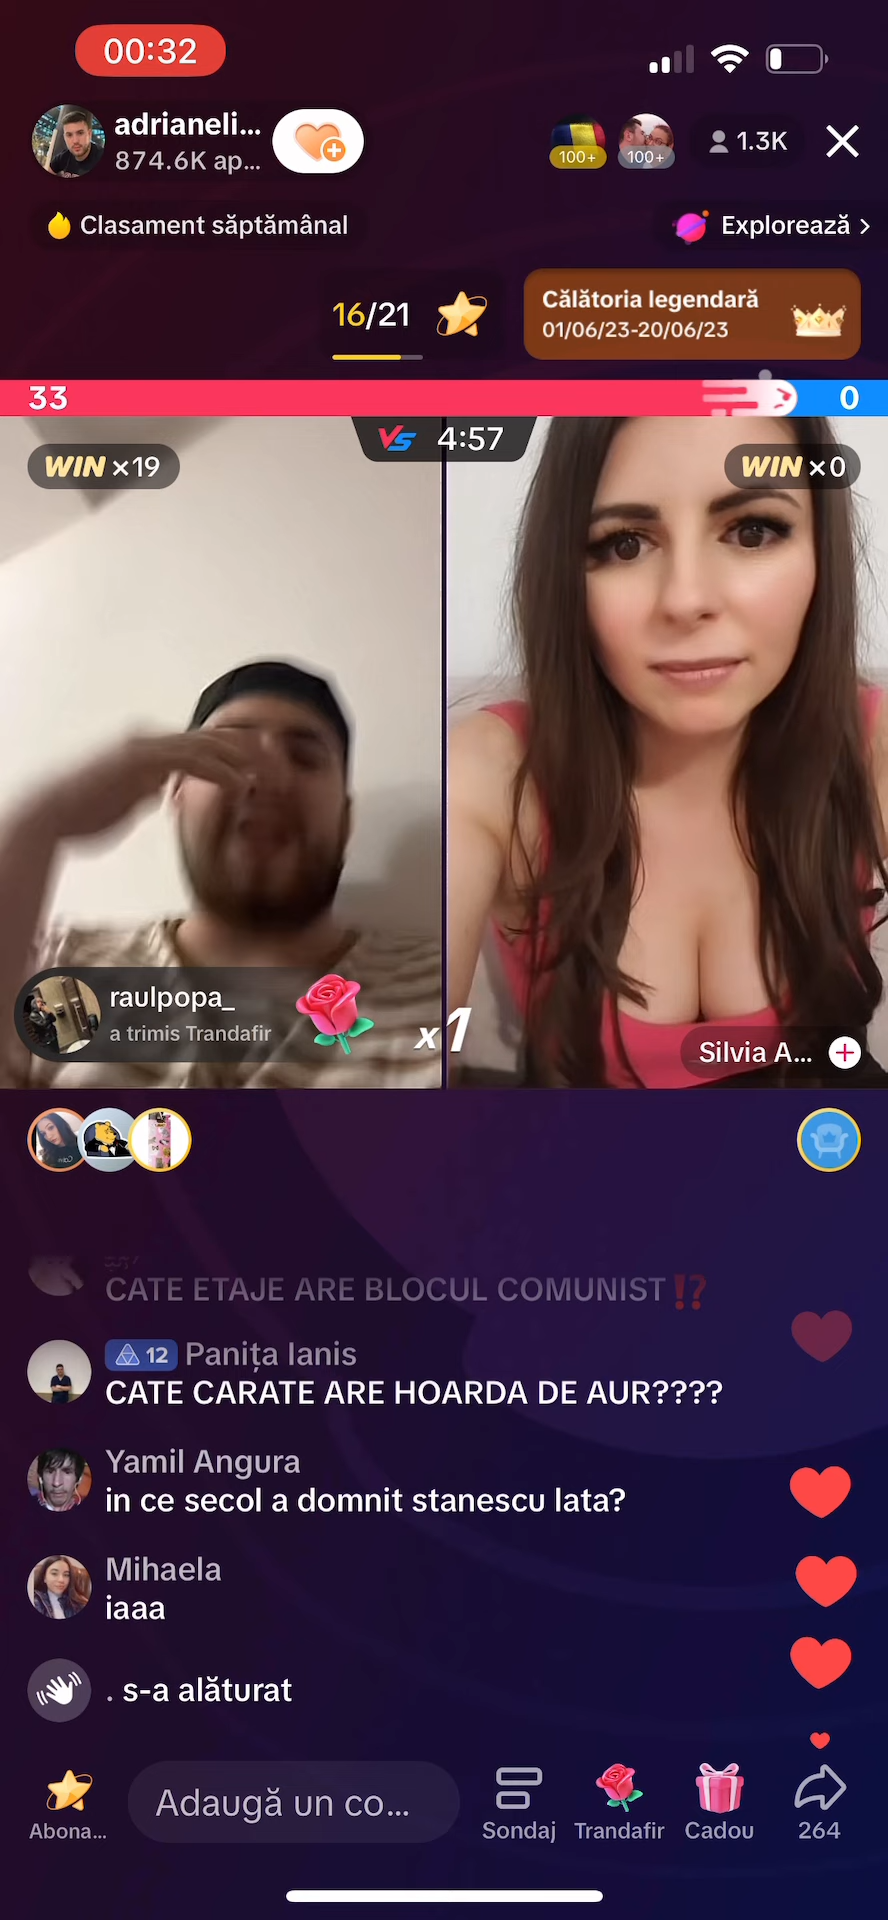 00:32
adrianeli...
874.6K ap...
100+
100+
1.3K
Clasament săptămânal
Explorează >
16/21
Călătoria legendară
01/06/23-20/06/23
33
0
VS 4:57
WIN ×19
WIN ×0
raulpopa_
a trimis Trandafir
x1
Silvia A...
CATE ETAJE ARE BLOCUL COMUNIST⁉️
12 Panița Ianis
CATE CARATE ARE HOARDA DE AUR????
Yamil Angura
in ce secol a domnit stanescu lata?
Mihaela
iaaa
. s-a alăturat
Adaugă un co...
Abona...
Sondaj
Trandafir
Cadou
264